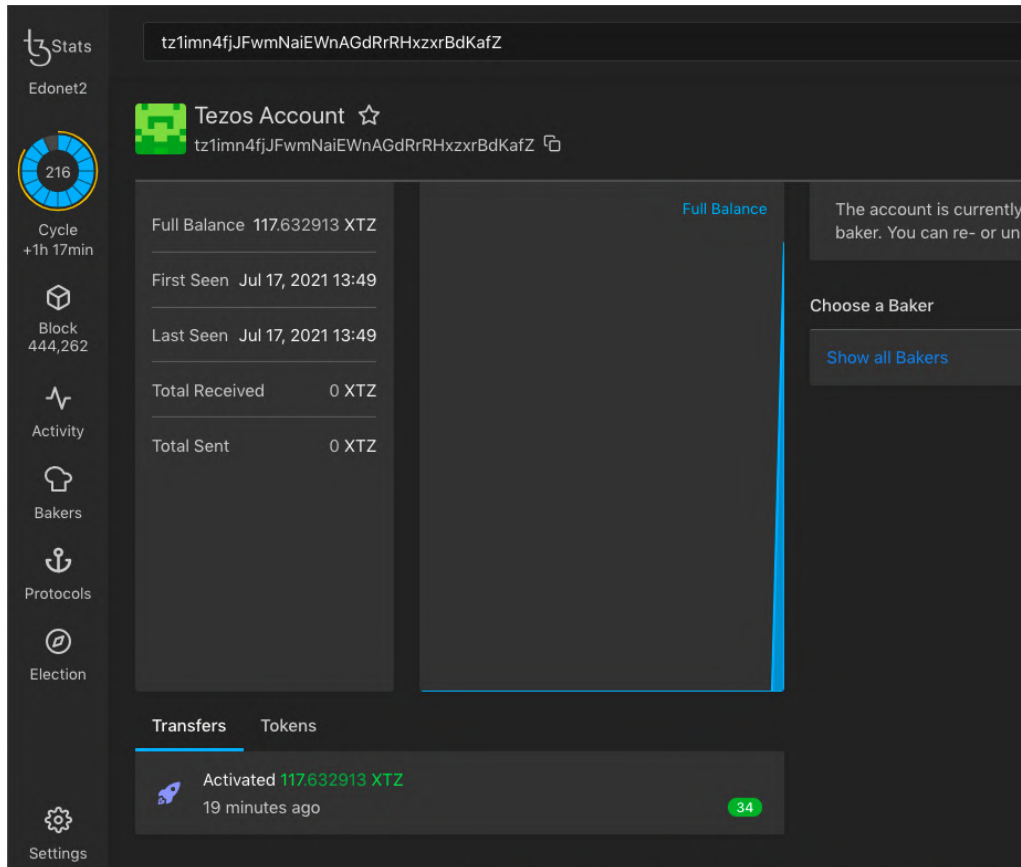 tz1imn4fjJFwmNaiEWnAGdRrRHxzxrBdKafZ
tzStats
Edonet2
216
Cycle
+1h 17min
Block
444,262
Activity
Bakers
Protocols
Election
Settings
Tezos Account
tz1imn4fjJFwmNaiEWnAGdRrRHxzxrBdKafZ
Full Balance 117.632913 XTZ
First Seen Jul 17, 2021 13:49
Last Seen Jul 17, 2021 13:49
Total Received 0 XTZ
Total Sent 0 XTZ
Full Balance
The account is currently
baker. You can re- or un
Choose a Baker
Show all Bakers
Transfers Tokens
Activated 117.632913 XTZ
19 minutes ago
34